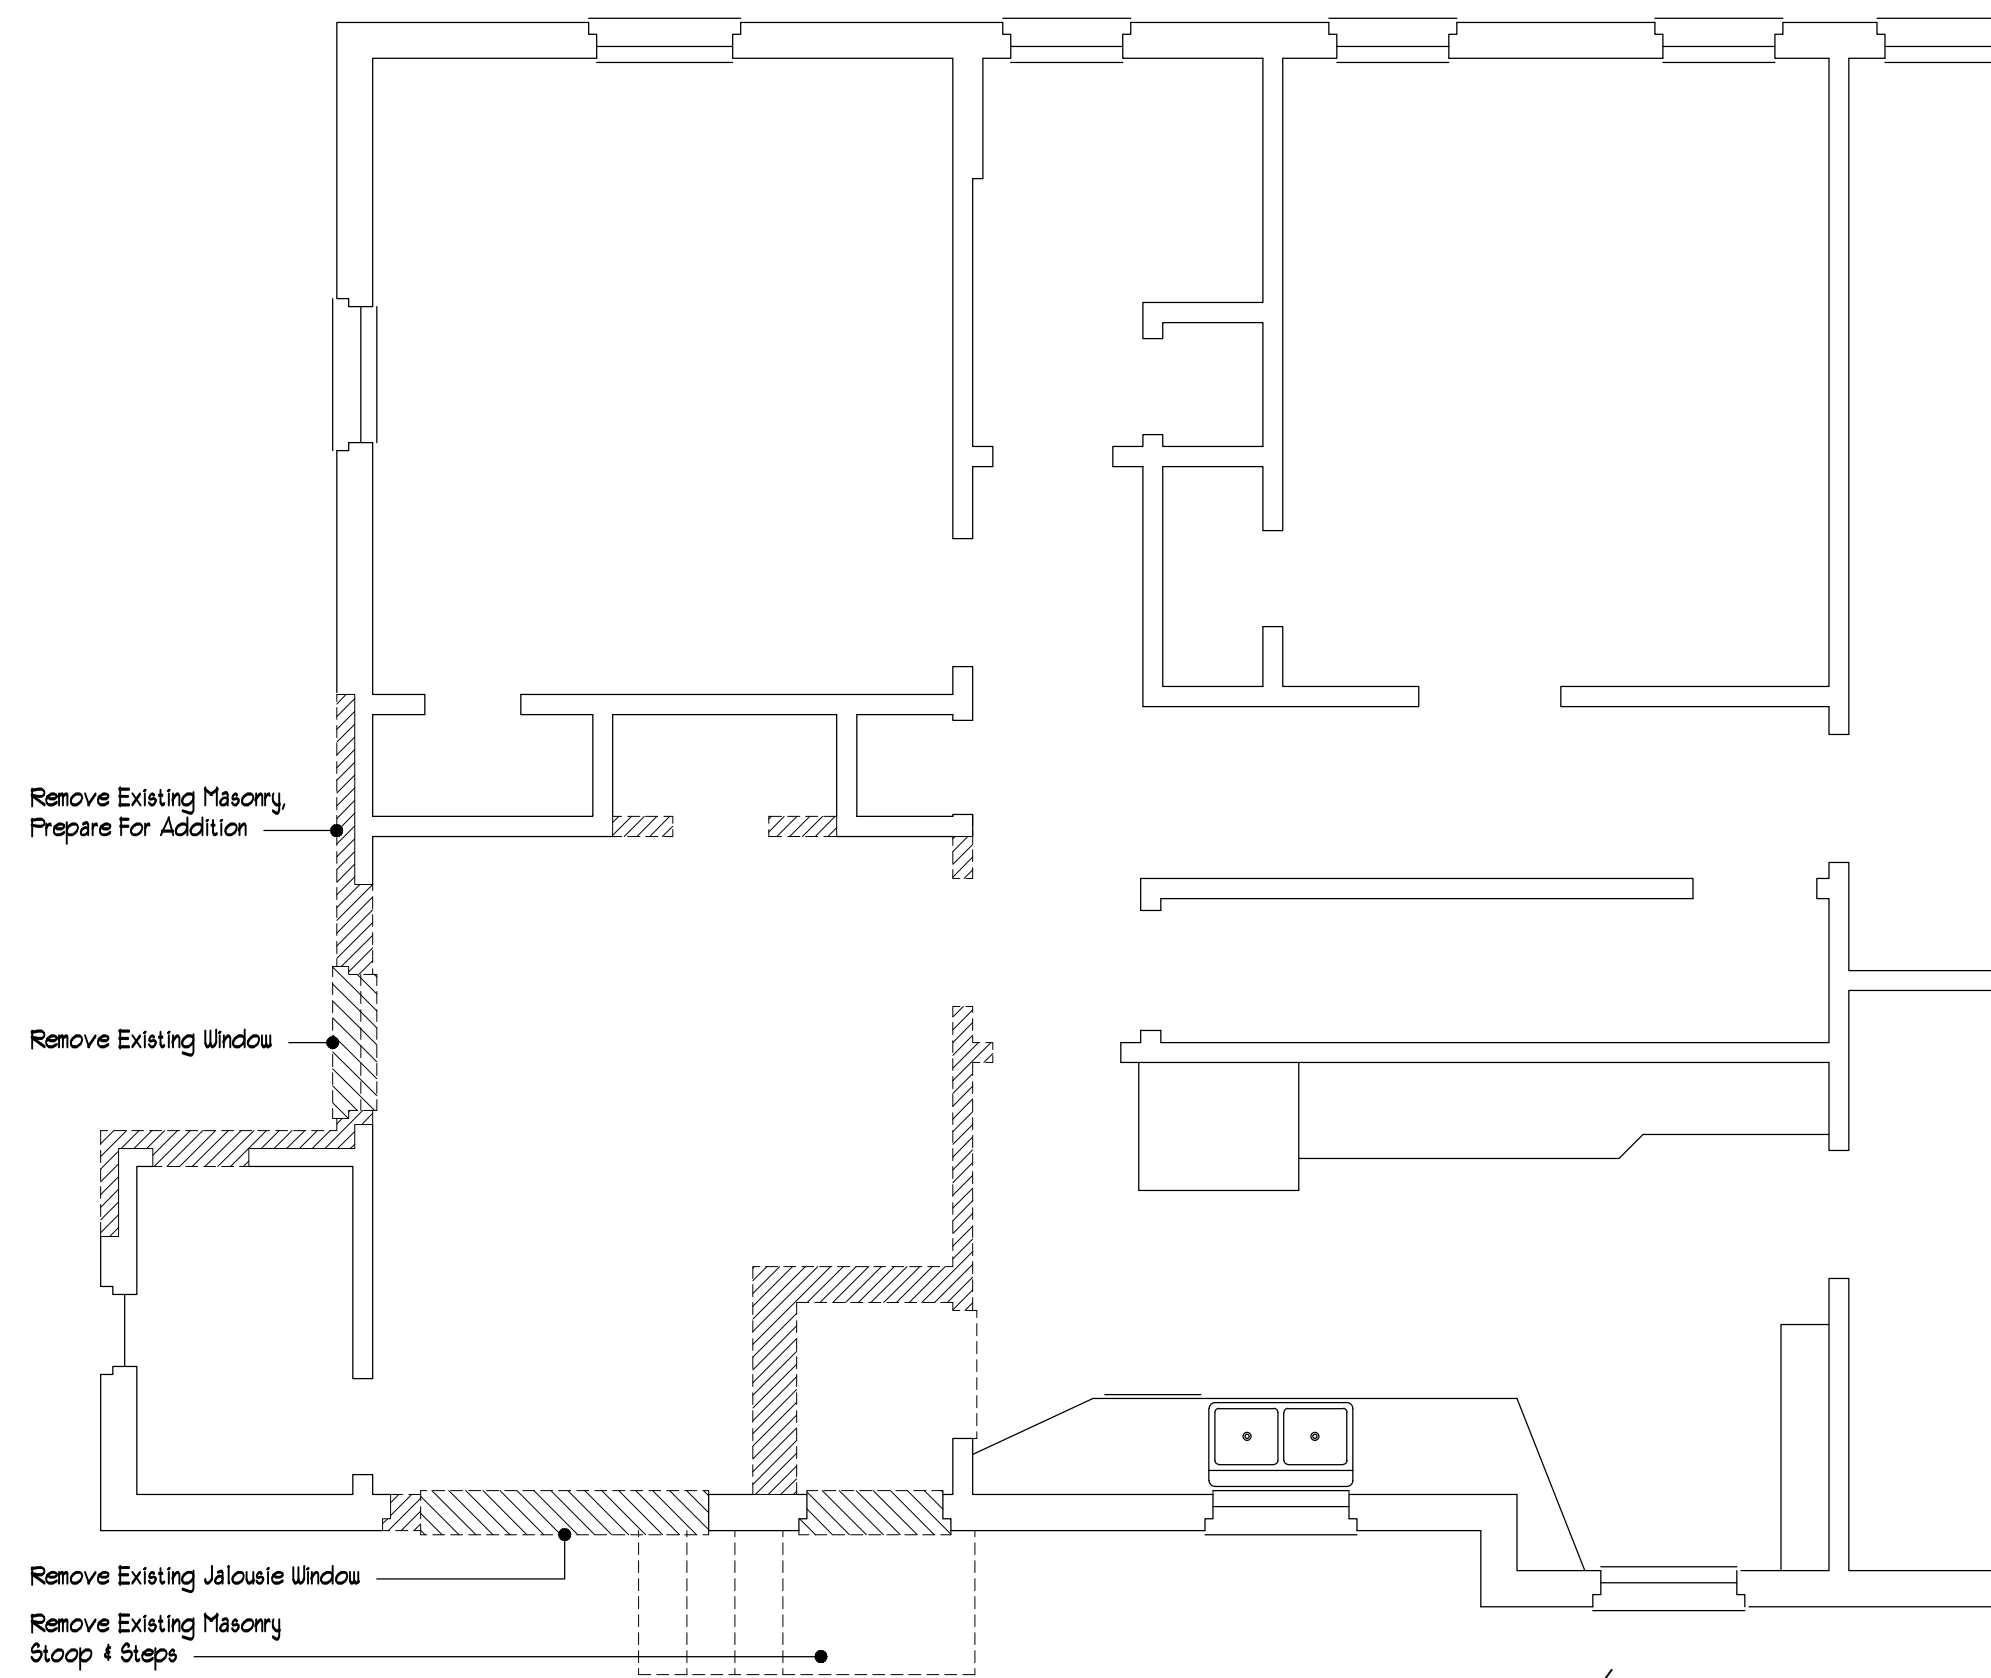 Remove Existing Masonry,
Prepare For Addition
Remove Existing Window
Remove Existing Jalousie Window
Remove Existing Masonry
Stoop & Steps